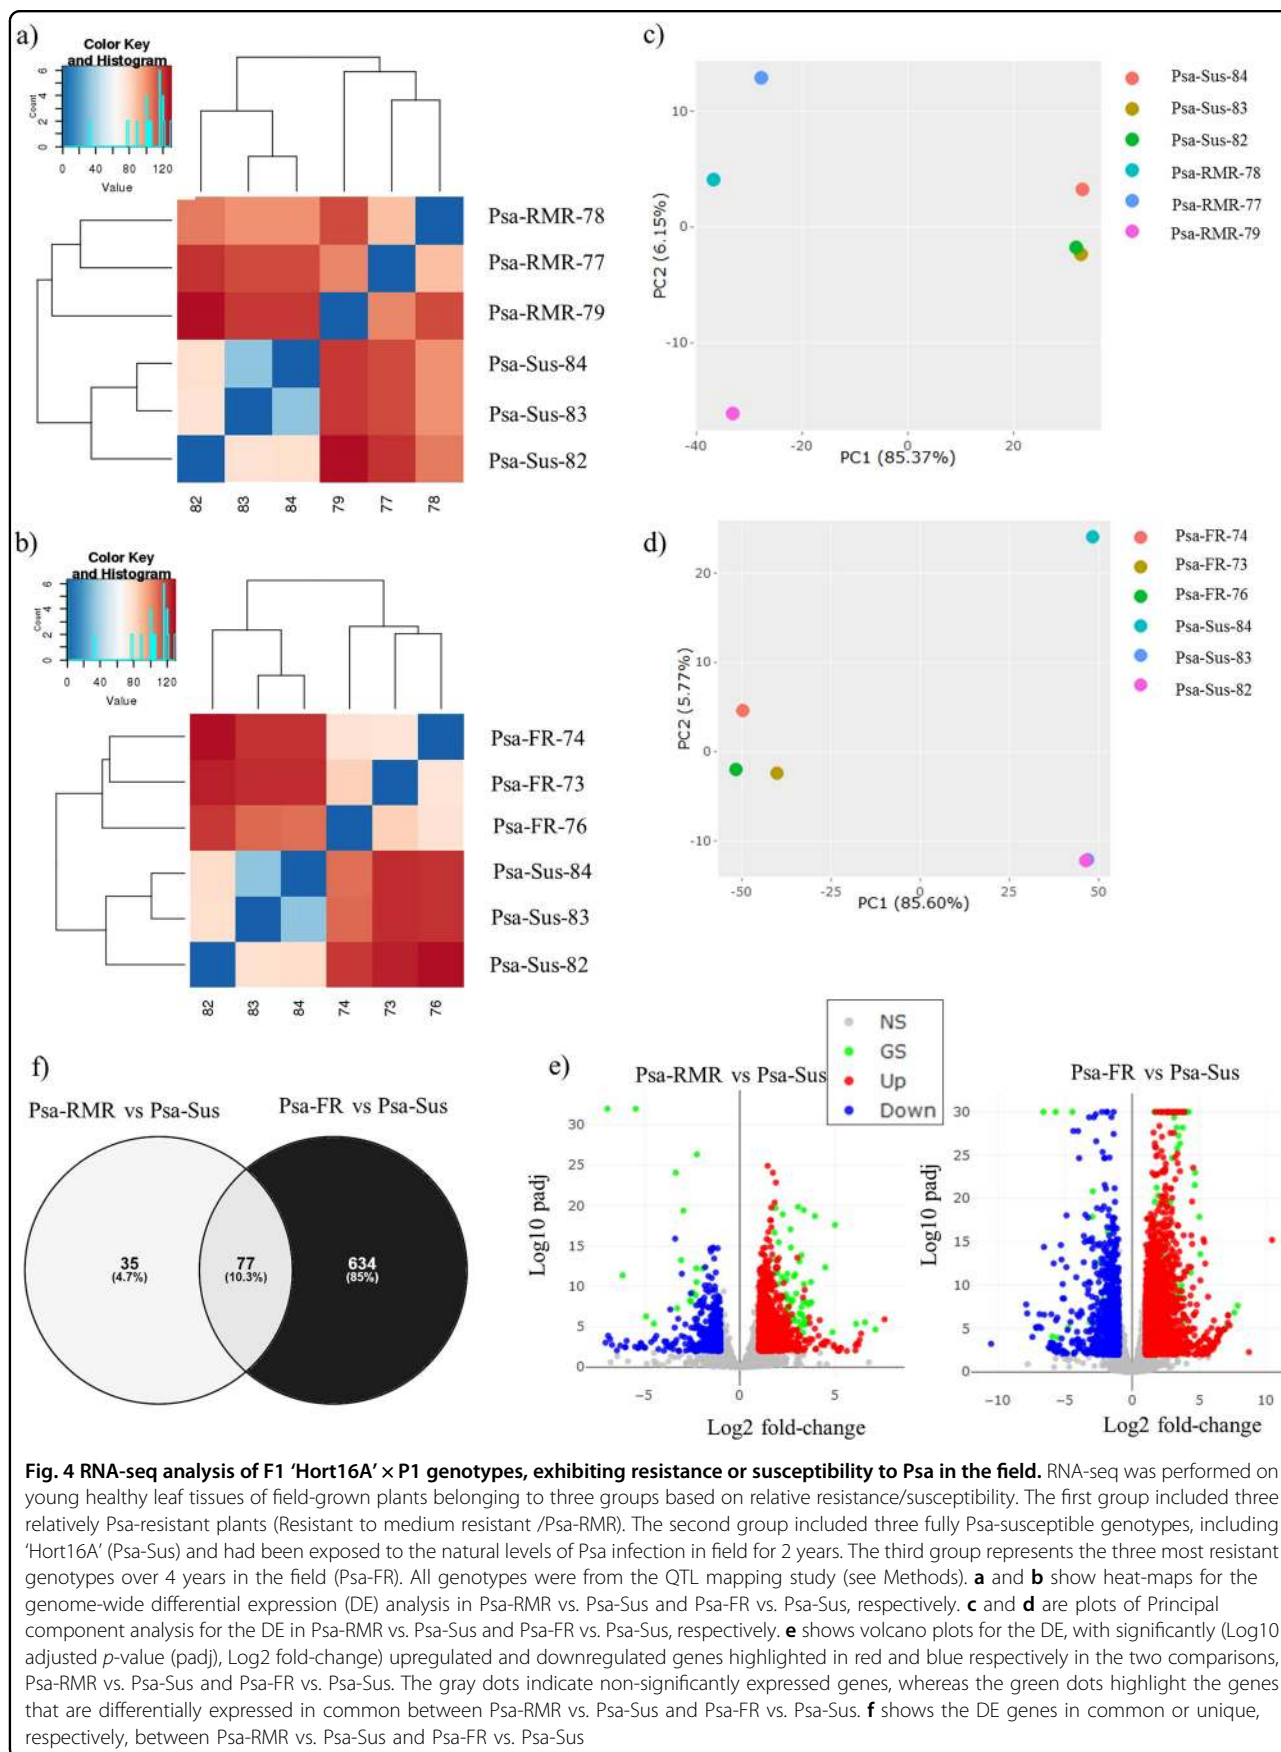 a)
Color Key
and Histogram
Count
0 2 4 6
0 40 80 120
Value
Psa-RMR-78
Psa-RMR-77
Psa-RMR-79
Psa-Sus-84
Psa-Sus-83
Psa-Sus-82
82 83 84 79 77 78
c)
PC2 (6.15%)
10
0
-10
-40 -20 0 20
PC1 (85.37%)
Psa-Sus-84
Psa-Sus-83
Psa-Sus-82
Psa-RMR-78
Psa-RMR-77
Psa-RMR-79
b)
Color Key
and Histogram
Count
0 2 4 6
0 40 80 120
Value
Psa-FR-74
Psa-FR-73
Psa-FR-76
Psa-Sus-84
Psa-Sus-83
Psa-Sus-82
82 83 84 74 73 76
d)
PC2 (5.77%)
20
10
0
-10
-50 -25 0 25 50
PC1 (85.60%)
Psa-FR-74
Psa-FR-73
Psa-FR-76
Psa-Sus-84
Psa-Sus-83
Psa-Sus-82
f)
Psa-RMR vs Psa-Sus
Psa-FR vs Psa-Sus
35
(4.7%)
77
(10.3%)
634
(85%)
e)
NS
GS
Up
Down
Psa-RMR vs Psa-Sus
Log10 padj
30
25
20
15
10
5
0
−5 0 5
Log2 fold-change
Psa-FR vs Psa-Sus
Log10 padj
30
25
20
15
10
5
0
−10 −5 0 5 10
Log2 fold-change
Fig. 4 RNA-seq analysis of F1 ‘Hort16A’ × P1 genotypes, exhibiting resistance or susceptibility to Psa in the field. RNA-seq was performed on
young healthy leaf tissues of field-grown plants belonging to three groups based on relative resistance/susceptibility. The first group included three
relatively Psa-resistant plants (Resistant to medium resistant /Psa-RMR). The second group included three fully Psa-susceptible genotypes, including
‘Hort16A’ (Psa-Sus) and had been exposed to the natural levels of Psa infection in field for 2 years. The third group represents the three most resistant
genotypes over 4 years in the field (Psa-FR). All genotypes were from the QTL mapping study (see Methods). a and b show heat-maps for the
genome-wide differential expression (DE) analysis in Psa-RMR vs. Psa-Sus and Psa-FR vs. Psa-Sus, respectively. c and d are plots of Principal
component analysis for the DE in Psa-RMR vs. Psa-Sus and Psa-FR vs. Psa-Sus, respectively. e shows volcano plots for the DE, with significantly (Log10
adjusted p-value (padj), Log2 fold-change) upregulated and downregulated genes highlighted in red and blue respectively in the two comparisons,
Psa-RMR vs. Psa-Sus and Psa-FR vs. Psa-Sus. The gray dots indicate non-significantly expressed genes, whereas the green dots highlight the genes
that are differentially expressed in common between Psa-RMR vs. Psa-Sus and Psa-FR vs. Psa-Sus. f shows the DE genes in common or unique,
respectively, between Psa-RMR vs. Psa-Sus and Psa-FR vs. Psa-Sus